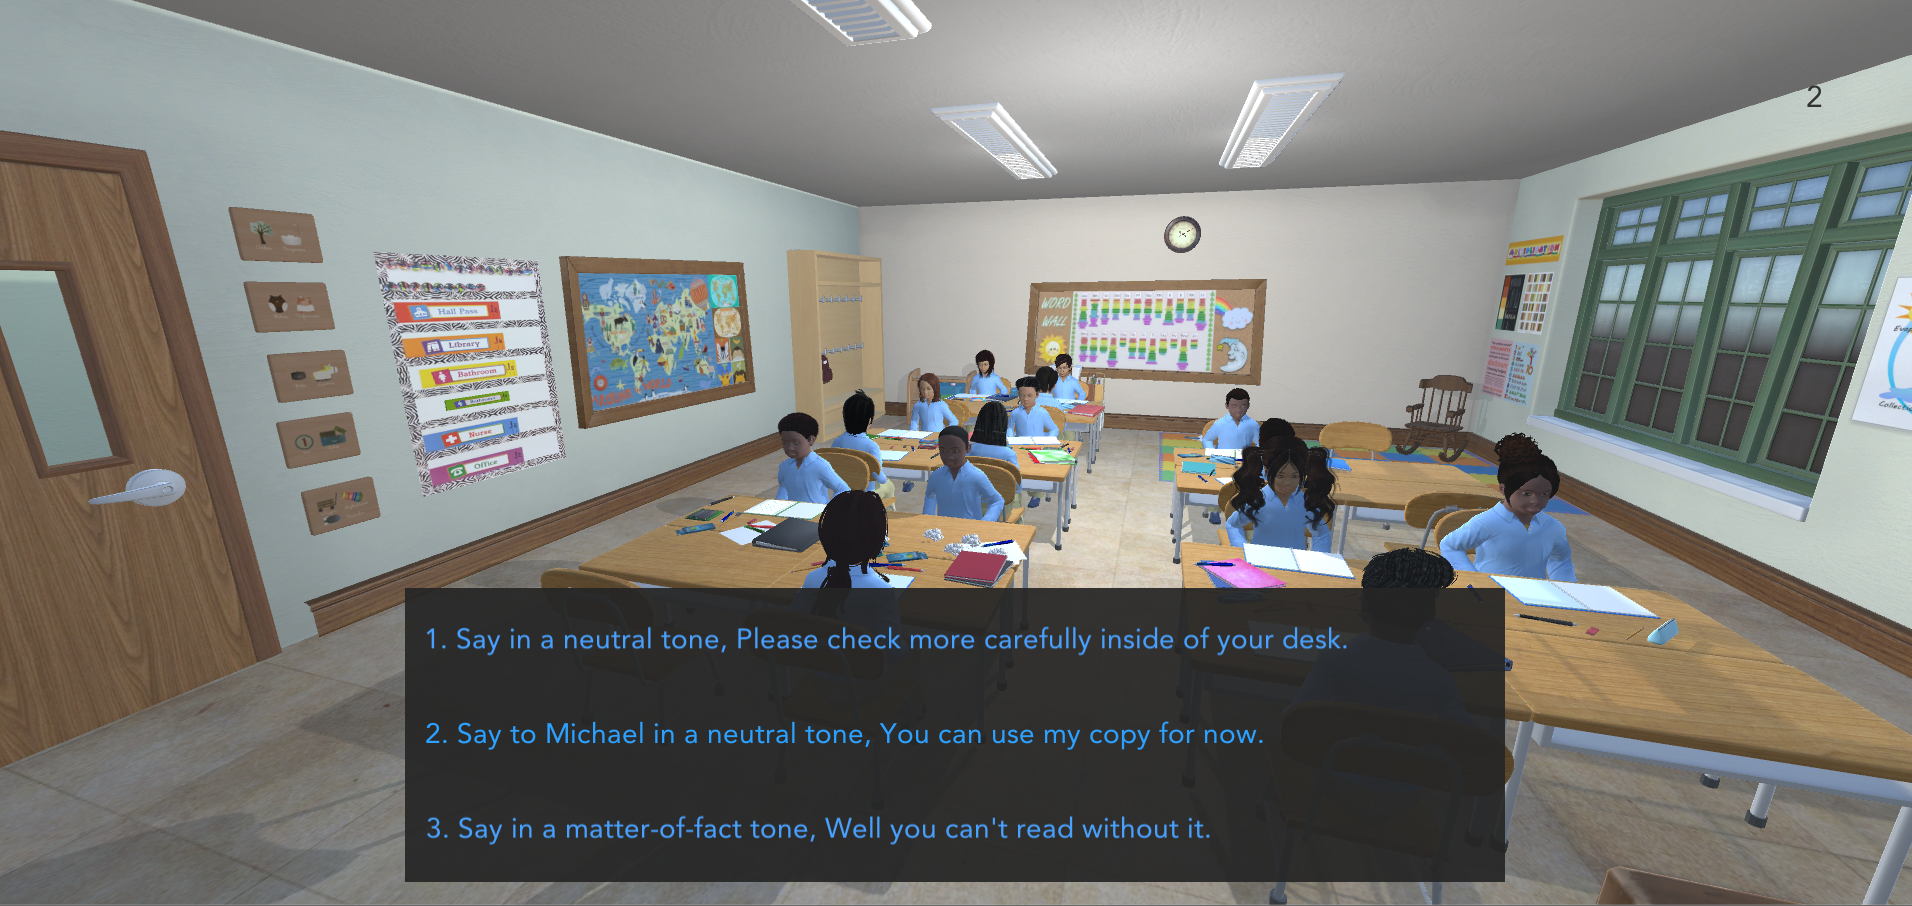 2
Hall Pass
Library
Bathroom
Nurse
Office
WORD
WALL
1. Say in a neutral tone, Please check more carefully inside of your desk.
2. Say to Michael in a neutral tone, You can use my copy for now.
3. Say in a matter-of-fact tone, Well you can't read without it.